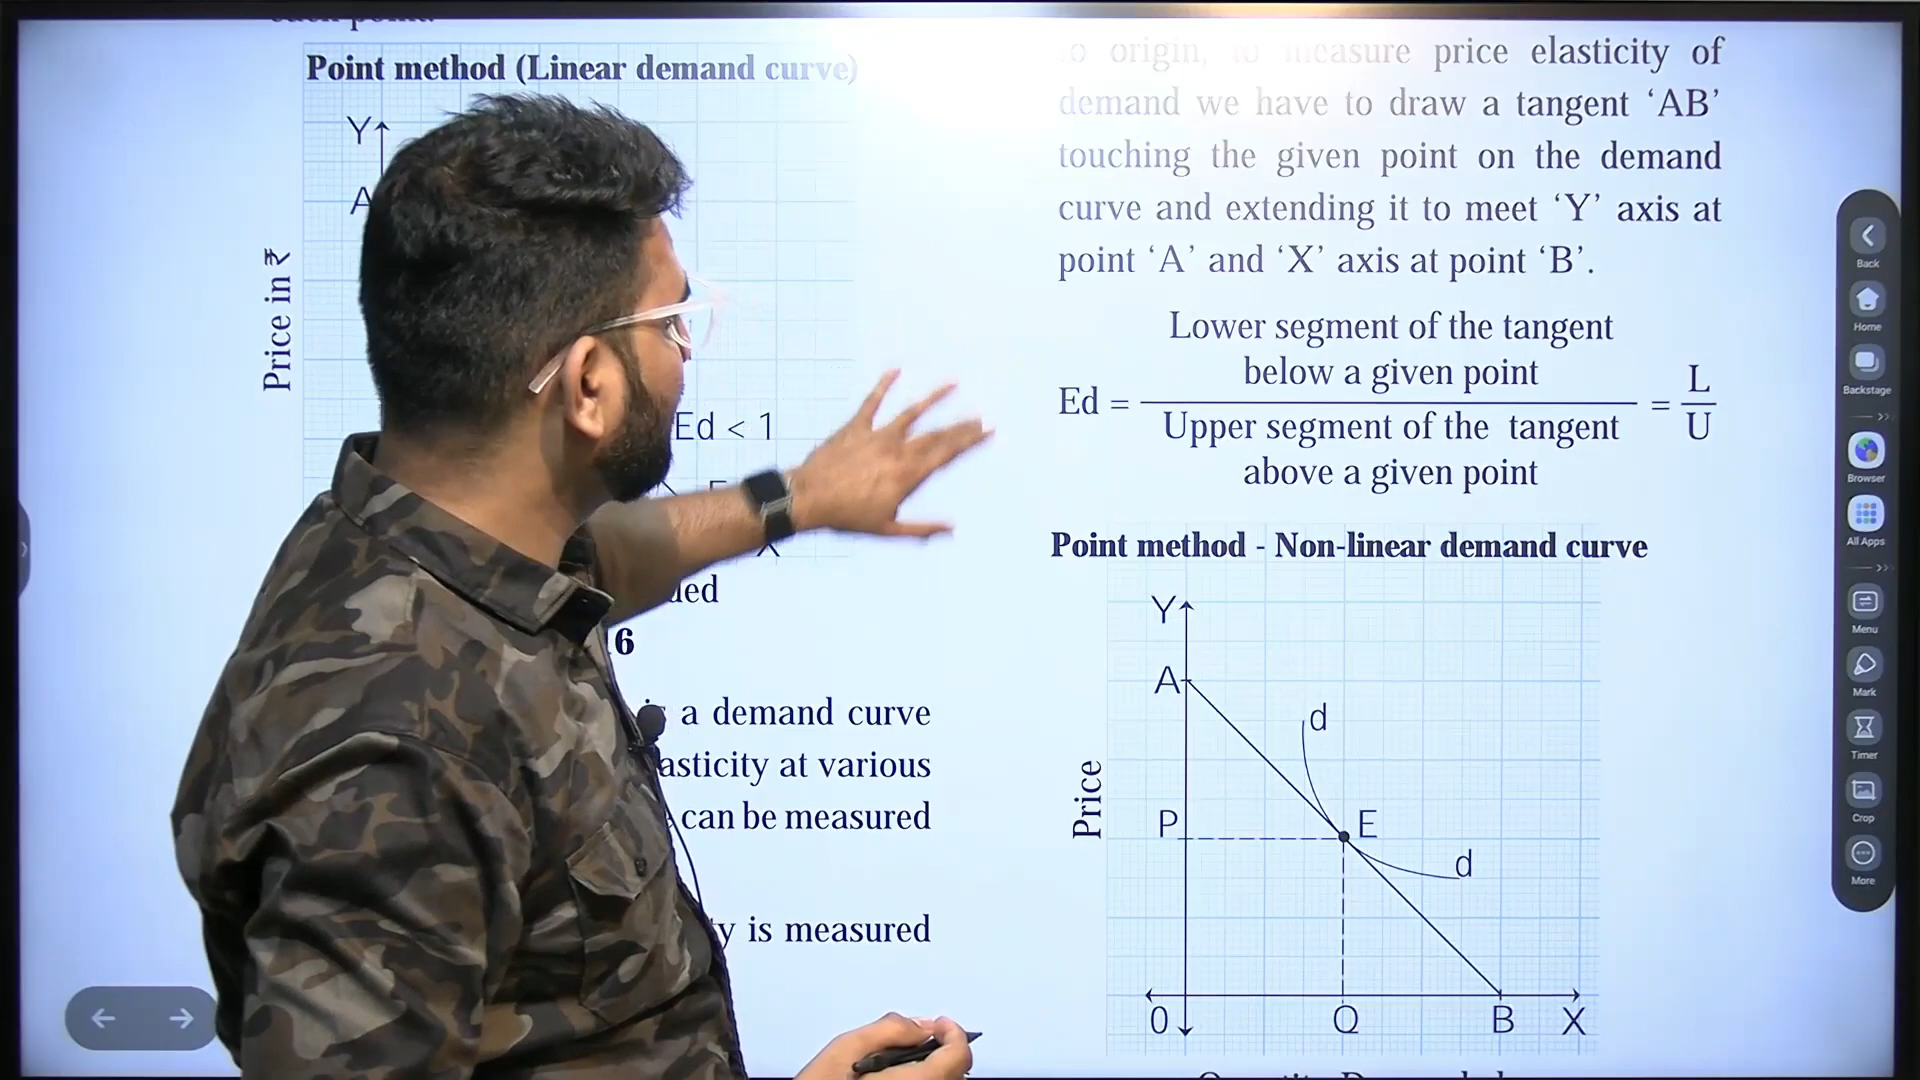 each point.
Point method (Linear demand curve)
Y
A
Price in ₹
Ed < 1
X
6
a demand curve
asticity at various
can be measured
is measured
to origin, to measure price elasticity of
demand we have to draw a tangent ‘AB’
touching the given point on the demand
curve and extending it to meet ‘Y’ axis at
point ‘A’ and ‘X’ axis at point ‘B’.
Lower segment of the tangent
below a given point
Ed = = L
U
Upper segment of the tangent
above a given point
Point method - Non-linear demand curve
Y
A
d
Price
P
E
d
0
Q
B
X
Back
Home
Backstage
Browser
All Apps
Menu
Mark
Timer
Crop
More